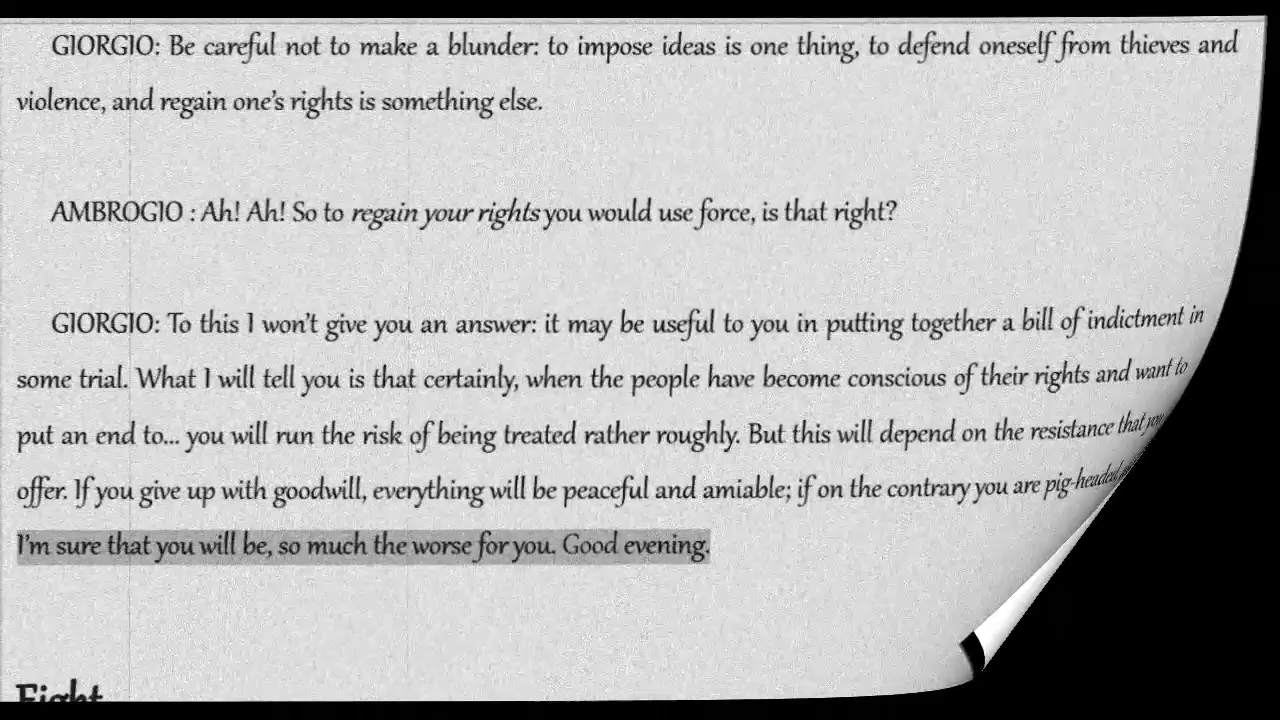 GIORGIO: Be careful not to make a blunder: to impose ideas is one thing, to defend oneself from thieves and
violence, and regain one's rights is something else.
AMBROGIO : Ah! Ah! So to regain your rights you would use force, is that right?
GIORGIO: To this I won't give you an answer: it may be useful to you in putting together a bill of indictment in
some trial. What I will tell you is that certainly, when the people have become conscious of their rights and want to
put an end to... you will run the risk of being treated rather roughly. But this will depend on the resistance that you
offer. If you give up with goodwill, everything will be peaceful and amiable; if on the contrary you are pig-headed
I'm sure that you will be, so much the worse for you. Good evening.
Eight